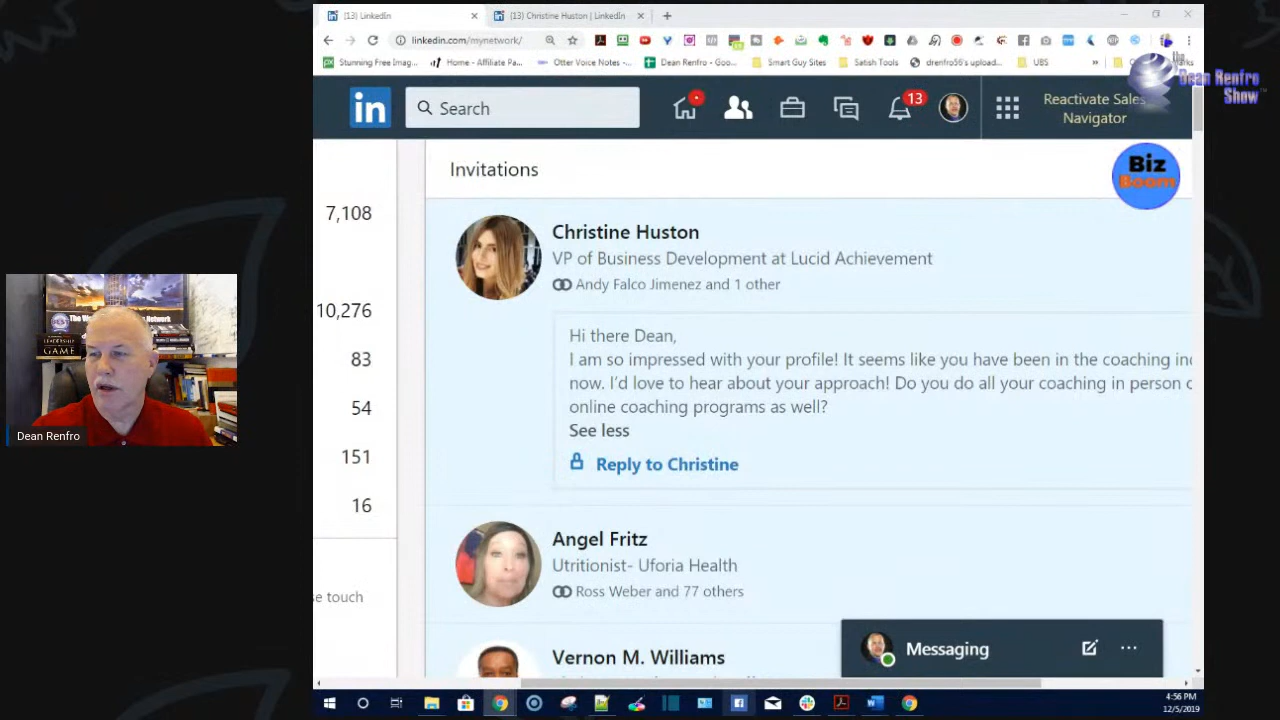 (13) LinkedIn
(13) Christine Huston | LinkedIn
linkedin.com/mynetwork/
Stunning Free Imag...
Home - Affiliate Pa...
Otter Voice Notes -...
Dean Renfro - Goo...
Smart Guy Sites
Satish Tools
drenfro56's upload...
UBS
the
Dean Renfro
Show
in
Search
13
Reactivate Sales
Navigator
Invitations
Biz
Boom
7,108
10,276
83
54
151
16
se touch
Christine Huston
VP of Business Development at Lucid Achievement
Andy Falco Jimenez and 1 other
Hi there Dean,
I am so impressed with your profile! It seems like you have been in the coaching in
now. I'd love to hear about your approach! Do you do all your coaching in person
online coaching programs as well?
See less
Reply to Christine
Angel Fritz
Utritionist- Uforia Health
Ross Weber and 77 others
Vernon M. Williams
Messaging
LEADERSHIP
GAME
Dean Renfro
4:56 PM
12/5/2019